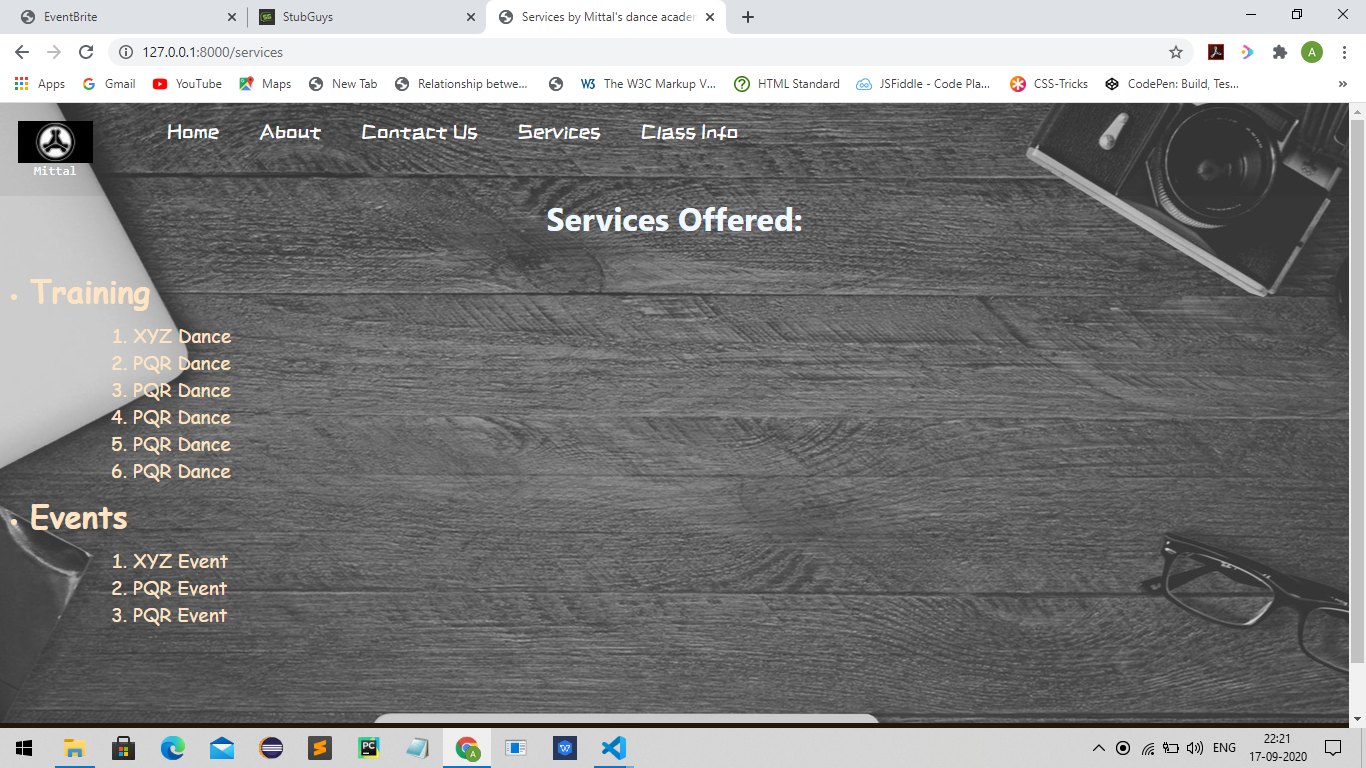 EventBrite
StubGuys
Services by Mittal's dance acader
127.0.0.1:8000/services
A
Apps
Gmail
YouTube
Maps
New Tab
Relationship betwe...
W3 The W3C Markup V...
HTML Standard
JSFiddle - Code Pla...
CSS-Tricks
CodePen: Build, Tes...
»
Home
About
Contact Us
Services
Class Info
Mittal
Services Offered:
• Training
1. XYZ Dance
2. PQR Dance
3. PQR Dance
4. PQR Dance
5. PQR Dance
6. PQR Dance
• Events
1. XYZ Event
2. PQR Event
3. PQR Event
PC
A
W
ENG
22:21
17-09-2020